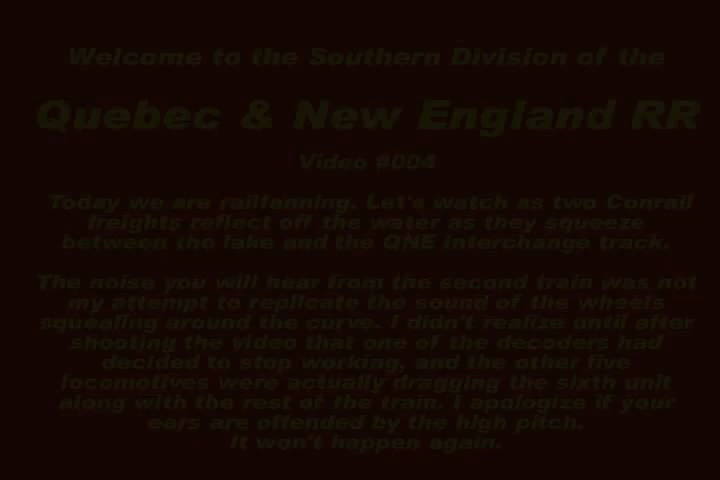 Welcome to the Southern Division of the
Quebec & New England RR
Video #004
Today we are railfanning. Let's watch as two Conrail
freights reflect off the water as they squeeze
between the lake and the QNE interchange track.
The noise you will hear from the second train was not
my attempt to replicate the sound of the wheels
squealing around the curve. I didn't realize until after
shooting the video that one of the decoders had
decided to stop working, and the other five
locomotives were actually dragging the sixth unit
along with the rest of the train. I apologize if your
ears are offended by the high pitch.
It won't happen again.